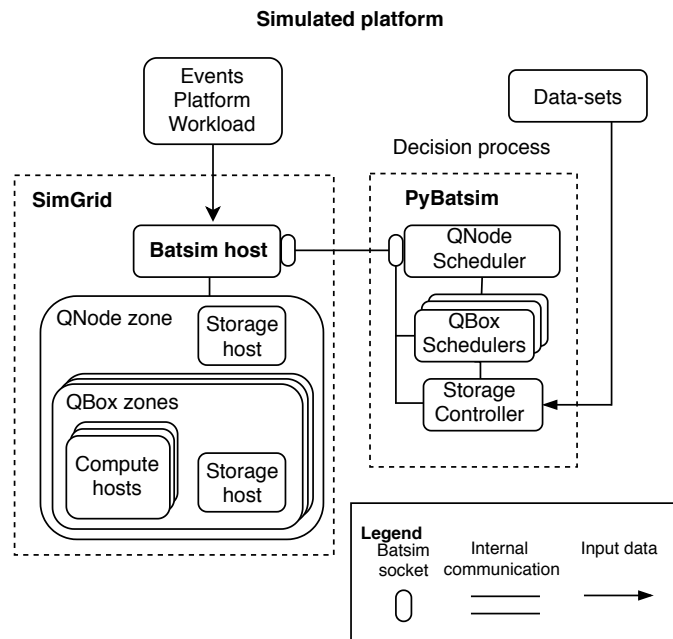 Simulated platform
Events
Platform
Workload
Data-sets
Decision process
SimGrid
PyBatsim
Batsim host
QNode
Scheduler
QNode zone
Storage
host
QBox
Schedulers
QBox zones
Storage
Controller
Compute
hosts
Storage
host
Legend
Batsim
socket
Internal
communication
Input data